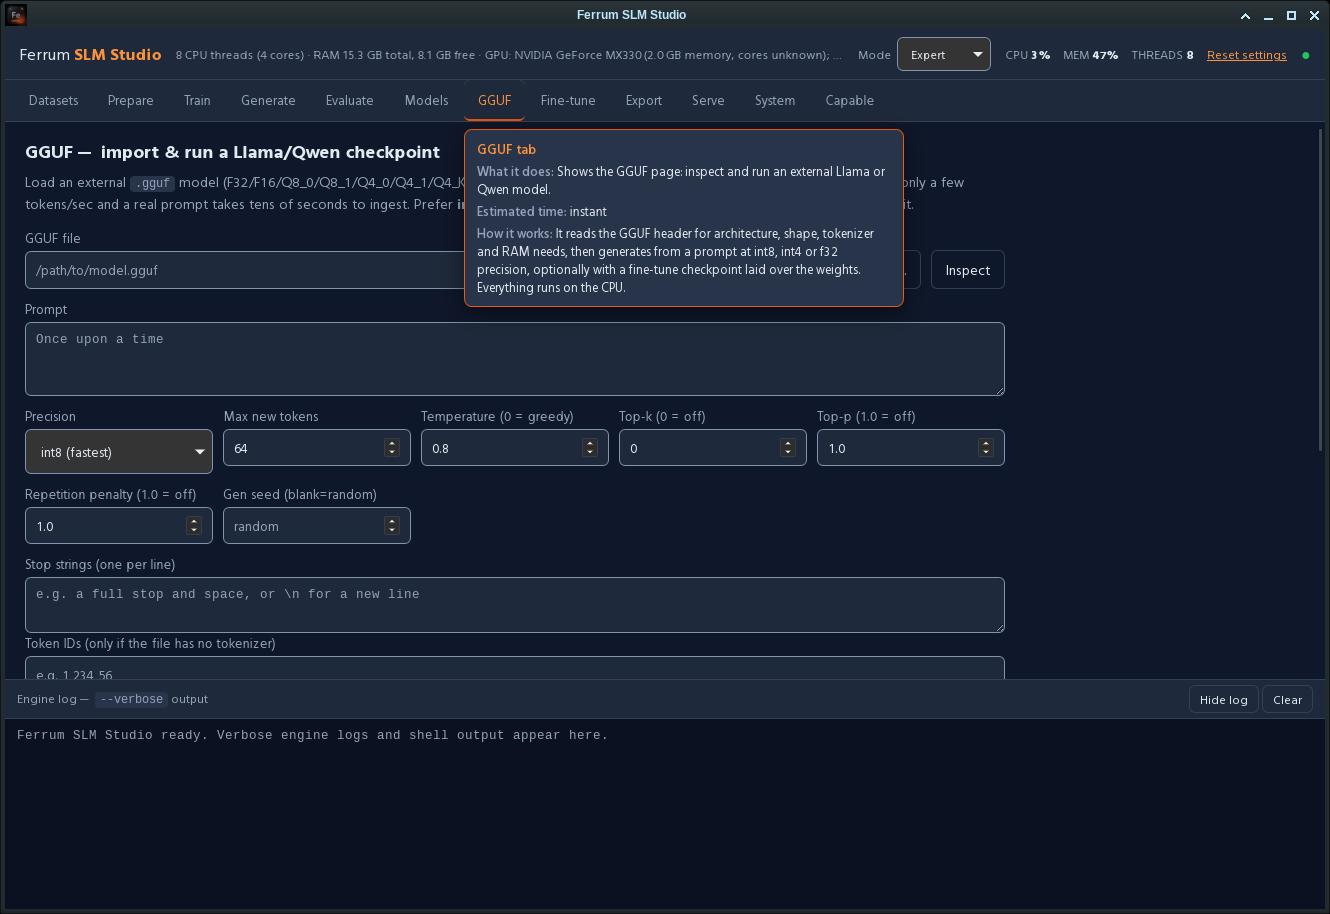 Ferrum SLM Studio
Ferrum SLM Studio 8 CPU threads (4 cores) · RAM 15.3 GB total, 8.1 GB free · GPU: NVIDIA GeForce MX330 (2.0 GB memory, cores unknown); ... Mode Expert CPU 3% MEM 47% THREADS 8 Reset settings
Datasets Prepare Train Generate Evaluate Models GGUF Fine-tune Export Serve System Capable
GGUF — import & run a Llama/Qwen checkpoint
Load an external .gguf model (F32/F16/Q8_0/Q8_1/Q4_0/Q4_1/Q4_K only a few
tokens/sec and a real prompt takes tens of seconds to ingest. Prefer it.
GGUF tab
What it does: Shows the GGUF page: inspect and run an external Llama or
Qwen model.
Estimated time: instant
How it works: It reads the GGUF header for architecture, shape, tokenizer
and RAM needs, then generates from a prompt at int8, int4 or f32
precision, optionally with a fine-tune checkpoint laid over the weights.
Everything runs on the CPU.
GGUF file
/path/to/model.gguf
Inspect
Prompt
Once upon a time
Precision Max new tokens Temperature (0 = greedy) Top-k (0 = off) Top-p (1.0 = off)
int8 (fastest) 64 0.8 0 1.0
Repetition penalty (1.0 = off) Gen seed (blank=random)
1.0 random
Stop strings (one per line)
e.g. a full stop and space, or \n for a new line
Token IDs (only if the file has no tokenizer)
e.g. 1 234 56
Engine log — --verbose output Hide log Clear
Ferrum SLM Studio ready. Verbose engine logs and shell output appear here.